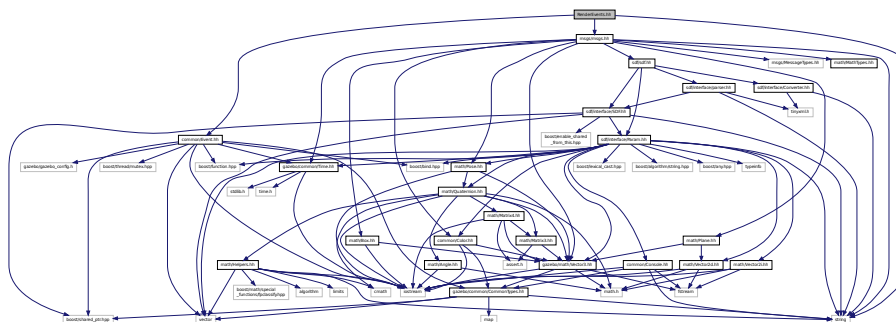 RenderEvents.hh
msgs/msgs.hh
sdf/sdf.hh
msgs/MessageTypes.hh
math/MathTypes.hh
sdf/interface/parser.hh
sdf/interface/Converter.hh
sdf/interface/SDF.hh
tinyxml.h
common/Event.hh
boost/enable_shared
_from_this.hpp
sdf/interface/Param.hh
gazebo/gazebo_config.h
boost/thread/mutex.hpp
boost/function.hpp
gazebo/common/Time.hh
boost/bind.hpp
math/Pose.hh
boost/lexical_cast.hpp
boost/algorithm/string.hpp
boost/any.hpp
typeinfo
stdlib.h
time.h
math/Quaternion.hh
math/Matrix4.hh
math/Box.hh
common/Color.hh
math/Matrix3.hh
math/Plane.hh
math/Helpers.hh
math/Angle.hh
assert.h
gazebo/math/Vector3.hh
common/Console.hh
math/Vector2d.hh
math/Vector2i.hh
boost/math/special
_functions/fpclassify.hpp
algorithm
limits
cmath
iostream
gazebo/common/CommonTypes.hh
math.h
fstream
boost/shared_ptr.hpp
vector
map
string